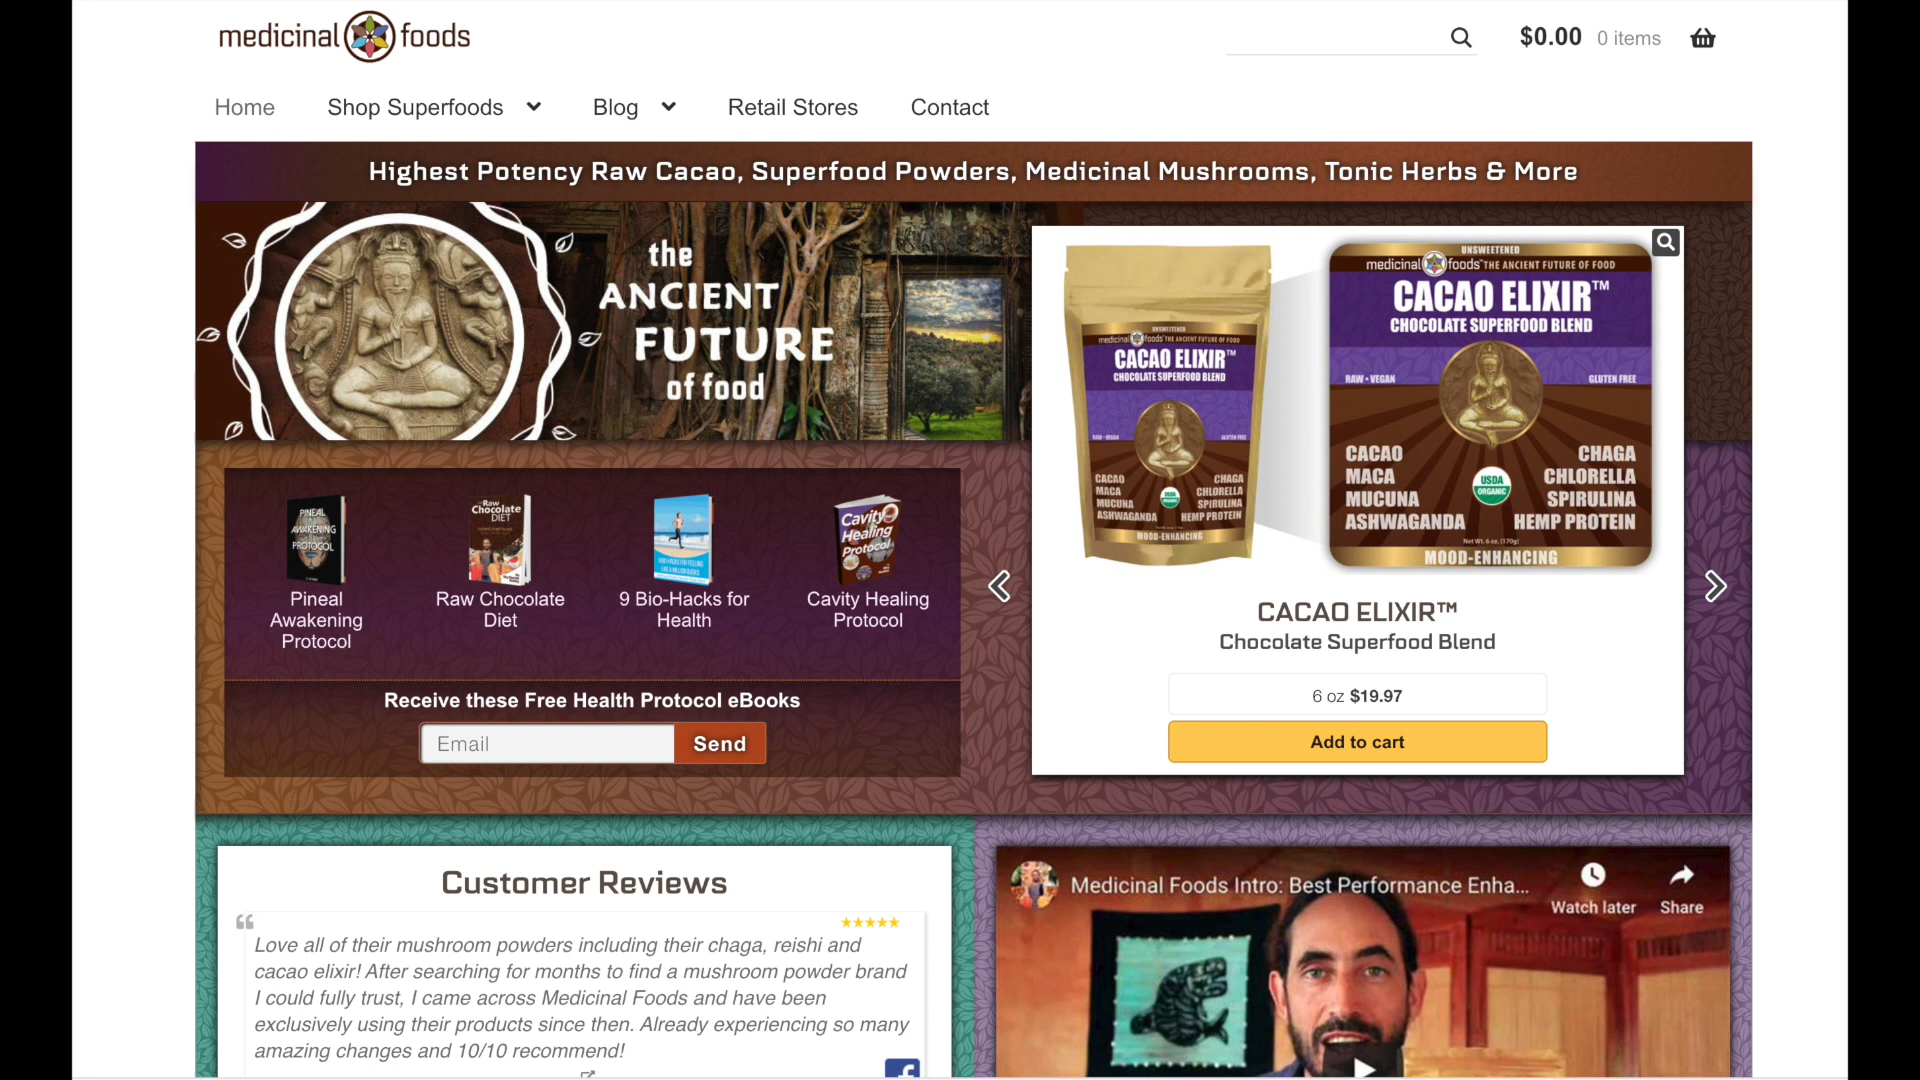 medicinal foods
$0.00 0 items
Home Shop Superfoods Blog Retail Stores Contact
Highest Potency Raw Cacao, Superfood Powders, Medicinal Mushrooms, Tonic Herbs & More
the
ANCIENT
FUTURE
of food
UNSWEETENED
medicinal foods™ THE ANCIENT FUTURE OF FOOD
CACAO ELIXIR™
CHOCOLATE SUPERFOOD BLEND
RAW • VEGAN
GLUTEN FREE
CACAO
MACA
MUCUNA
ASHWAGANDA
USDA
ORGANIC
CHAGA
CHLORELLA
SPIRULINA
HEMP PROTEIN
MOOD-ENHANCING
UNSWEETENED
medicinal foods™ THE ANCIENT FUTURE OF FOOD
CACAO ELIXIR™
CHOCOLATE SUPERFOOD BLEND
RAW • VEGAN
GLUTEN FREE
CACAO
MACA
MUCUNA
ASHWAGANDA
USDA
ORGANIC
CHAGA
CHLORELLA
SPIRULINA
HEMP PROTEIN
Net Wt. 6 oz. (170g)
MOOD-ENHANCING
PINEAL
AWAKENING
PROTOCOL
Raw
Chocolate
DIET
Cavity
Healing
Protocol
Pineal
Awakening
Protocol
Raw Chocolate
Diet
9 Bio-Hacks for
Health
Cavity Healing
Protocol
Receive these Free Health Protocol eBooks
Email
Send
CACAO ELIXIR™
Chocolate Superfood Blend
6 oz $19.97
Add to cart
Customer Reviews
Love all of their mushroom powders including their chaga, reishi and
cacao elixir! After searching for months to find a mushroom powder brand
I could fully trust, I came across Medicinal Foods and have been
exclusively using their products since then. Already experiencing so many
amazing changes and 10/10 recommend!
Medicinal Foods Intro: Best Performance Enha...
Watch later
Share